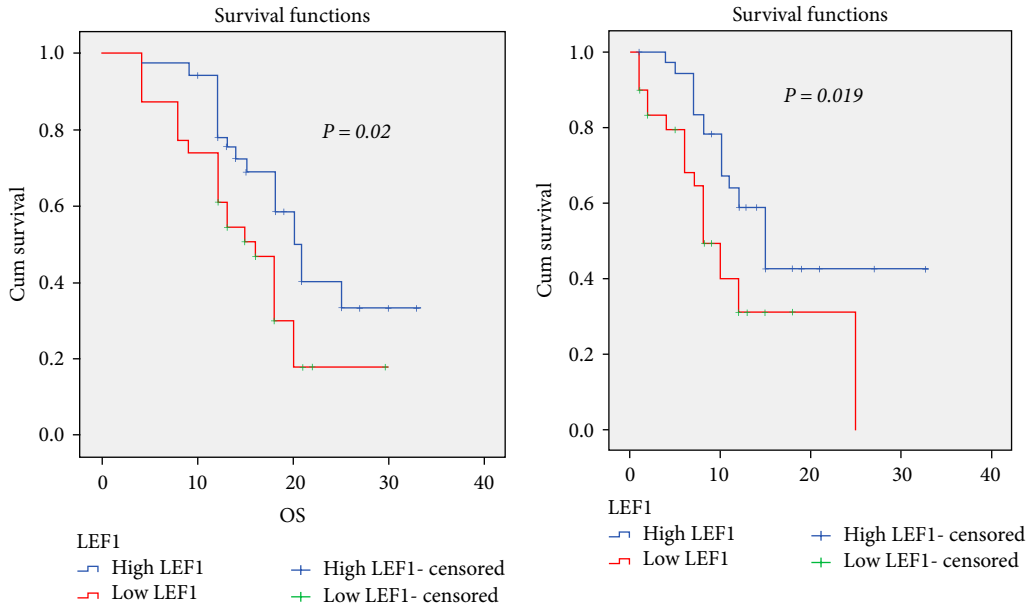 Survival functions
1.0
0.8
0.6
0.4
0.2
0.0
Cum survival
P = 0.02
0 10 20 30 40
OS
LEF1
High LEF1 High LEF1- censored
Low LEF1 Low LEF1- censored
Survival functions
1.0
0.8
0.6
0.4
0.2
0.0
Cum survival
P = 0.019
0 10 20 30 40
LEF1
High LEF1 High LEF1- censored
Low LEF1 Low LEF1- censored